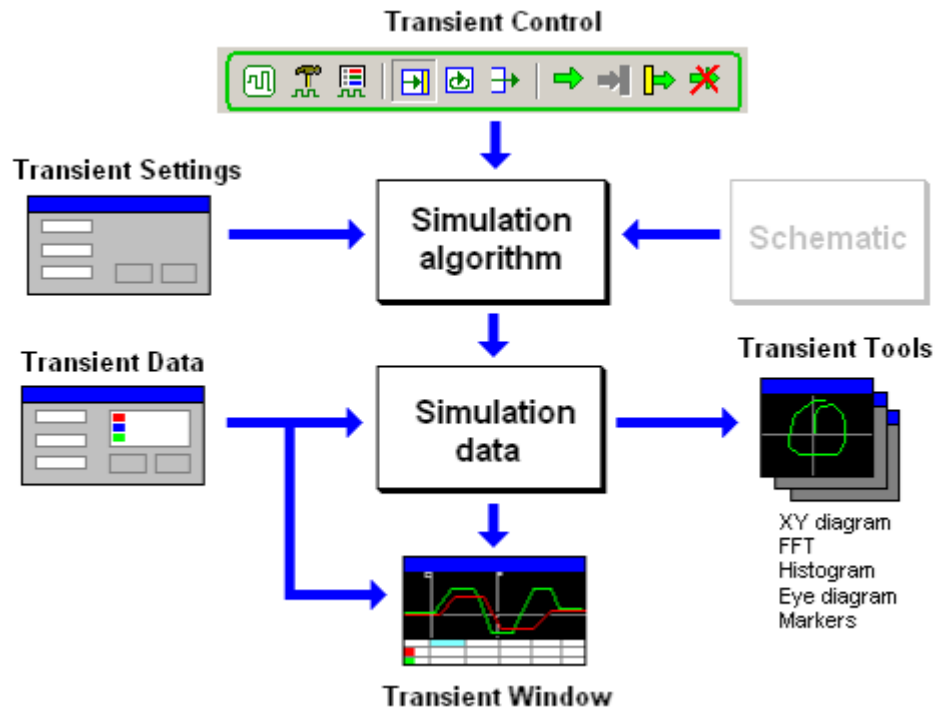 Transient Control
Transient Settings
Simulation
algorithm
Schematic
Transient Data
Simulation
data
Transient Tools
XY diagram
FFT
Histogram
Eye diagram
Markers
Transient Window